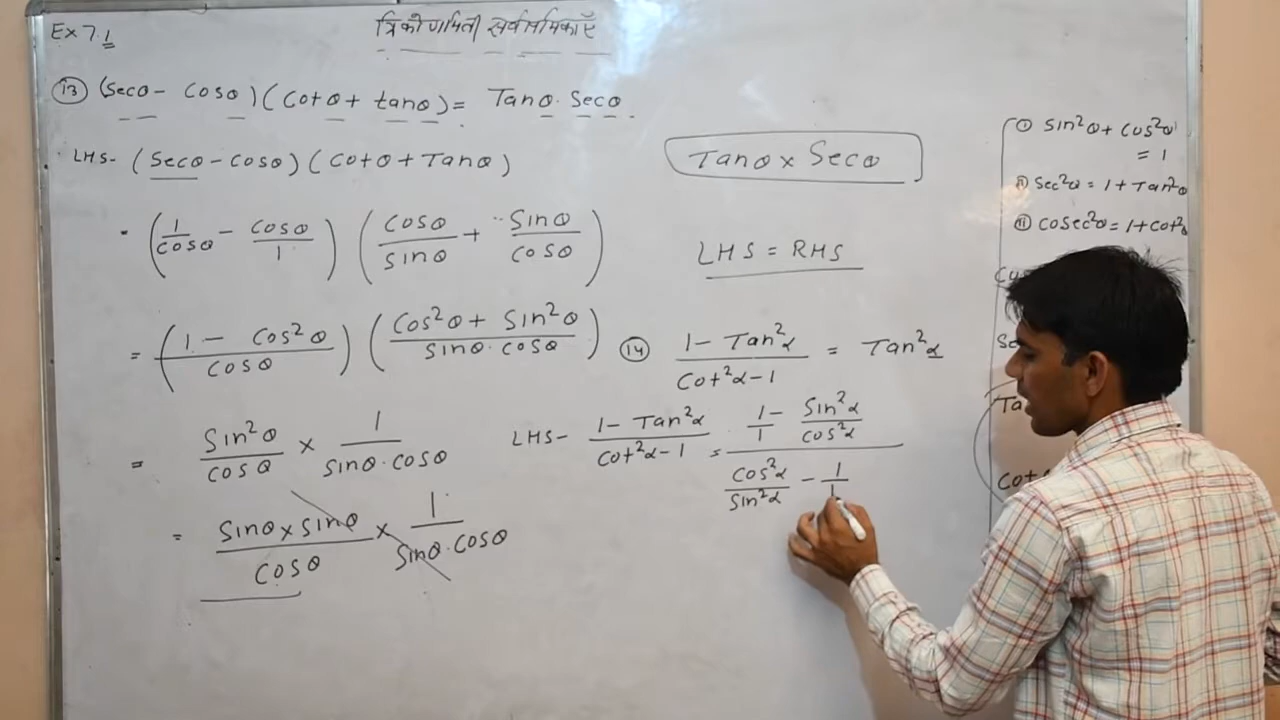 Ex 7.1
त्रिकोणमिती सर्वसमिकाएँ
(13) (Secθ - Cosθ)(Cotθ + tanθ) = Tanθ. Secθ.
LHS- (Secθ - Cosθ)(Cotθ + Tanθ)
= (1/Cosθ - Cosθ/1) (Cosθ/Sinθ + Sinθ/Cosθ)
= (1 - Cos²θ/Cosθ) (Cos²θ + Sin²θ/Sinθ.Cosθ)
= Sin²θ/Cosθ × 1/Sinθ.Cosθ
= Sinθ × Sinθ/Cosθ × 1/Sinθ.Cosθ
Tanθ × Secθ
LHS = RHS
(14) 1 - Tan²α/Cot²α - 1 = Tan²α
LHS- 1 - Tan²α/Cot²α - 1 = 1/1 - Sin²α/Cos²α / Cos²α/Sin²α - 1/1
(i) Sin²θ + Cos²θ
= 1
(ii) Sec²θ = 1 + Tan²θ
(iii) Cosec²θ = 1 + Cot²θ